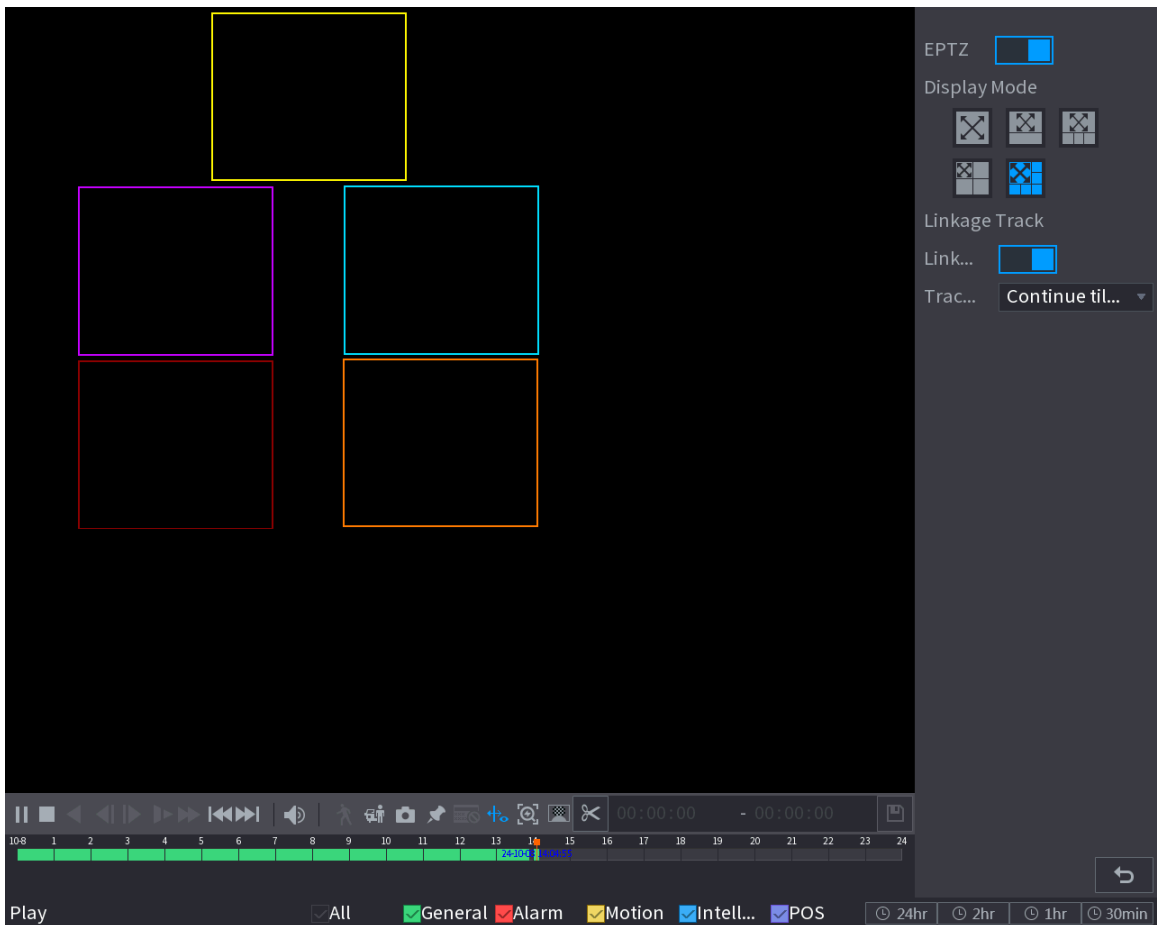 EPTZ
Display Mode
Linkage Track
Link...
Trac... Continue til...
00:00:00 - 00:00:00
10-8 1 2 3 4 5 6 7 8 9 10 11 12 13 14 15 16 17 18 19 20 21 22 23 24
Play All General Alarm Motion Intell... POS 24hr 2hr 1hr 30min